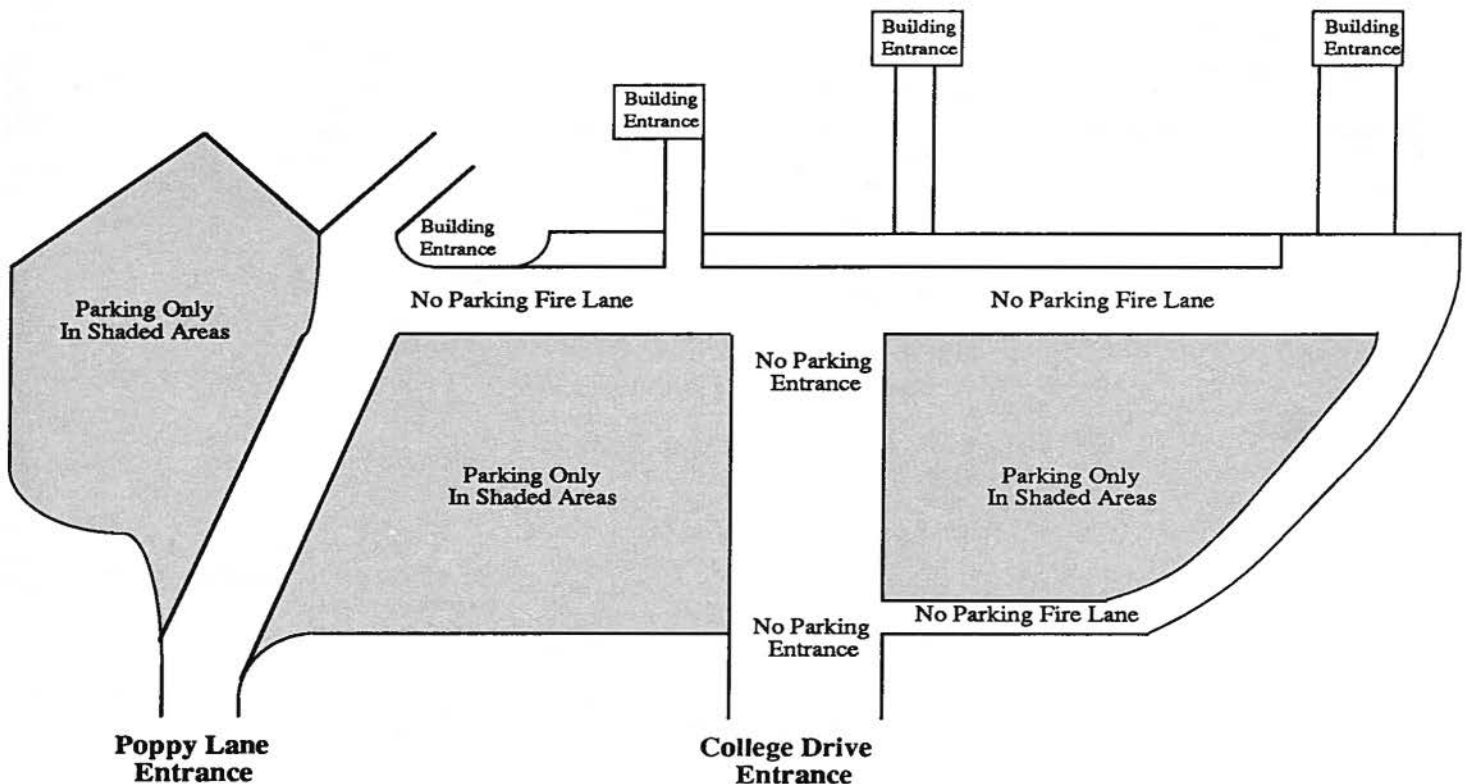 Building
Entrance
Building
Entrance
Building
Entrance
Building
Entrance
No Parking Fire Lane
No Parking Fire Lane
Parking Only
In Shaded Areas
No Parking
Entrance
Parking Only
In Shaded Areas
Parking Only
In Shaded Areas
No Parking Fire Lane
No Parking
Entrance
Poppy Lane
Entrance
College Drive
Entrance